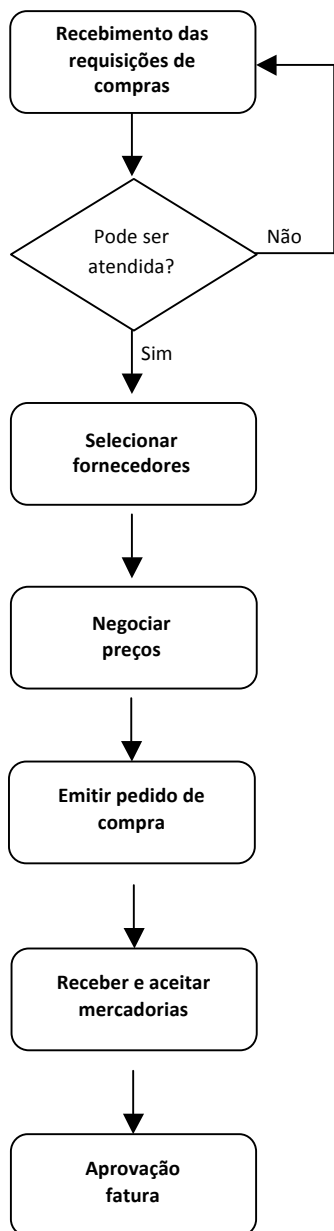 Recebimento das
requisições de
compras
Pode ser
atendida?
Não
Sim
Selecionar
fornecedores
Negociar
preços
Emitir pedido de
compra
Receber e aceitar
mercadorias
Aprovação
fatura